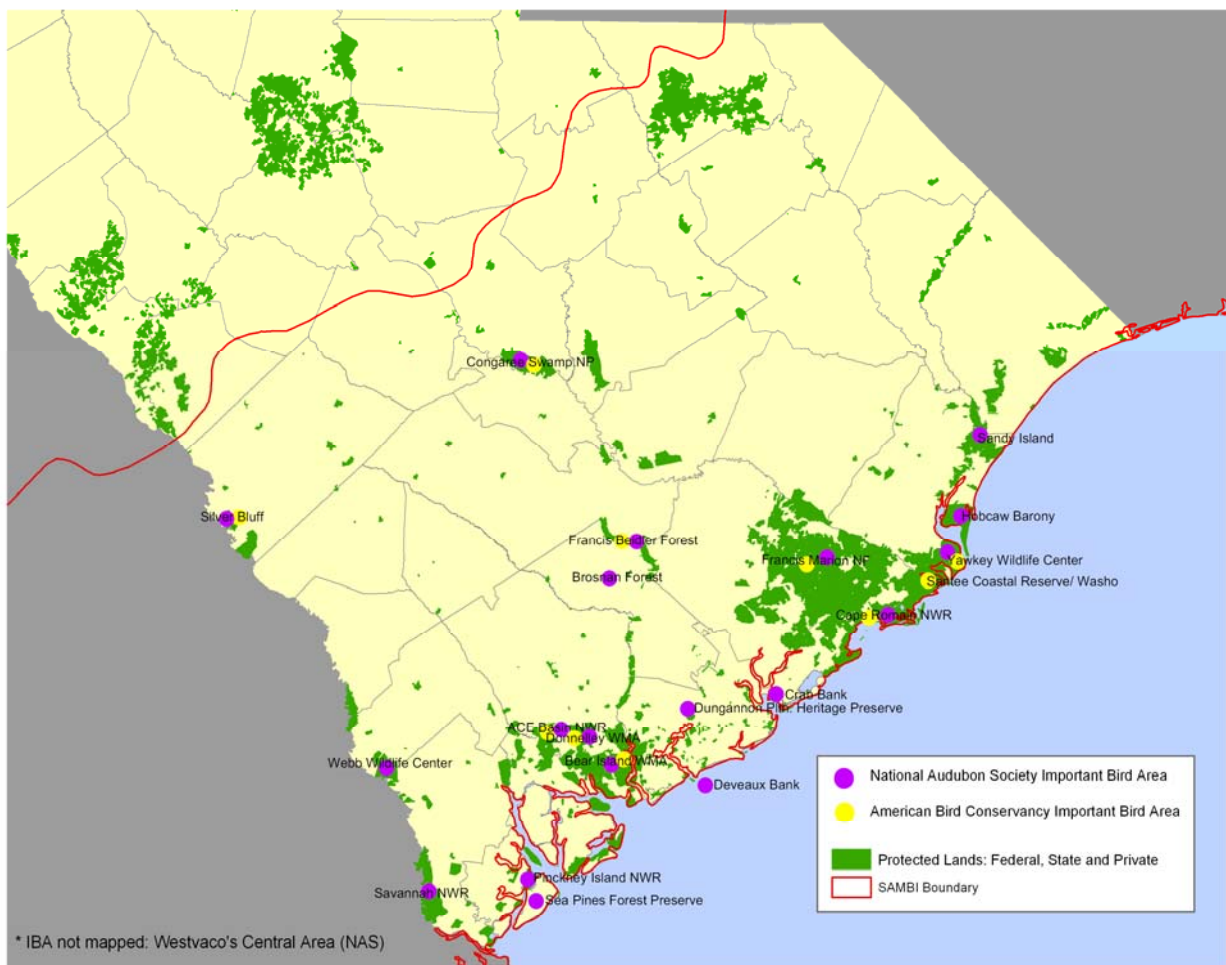 Congaree Swamp NP
Sandy Island
Silver Bluff
Hobcaw Barony
Francis Beidler Forest
Francis Marion NF
Yawkey Wildlife Center
Brosnan Forest
Santee Coastal Reserve/ Washo
Cape Romain NWR
Crab Bank
Dungannon Pltn. Heritage Preserve
ACE Basin NWR
Donnelley WMA
Bear Island WMA
Webb Wildlife Center
Deveaux Bank
National Audubon Society Important Bird Area
American Bird Conservancy Important Bird Area
Protected Lands: Federal, State and Private
SAMBI Boundary
Pinckney Island NWR
Savannah NWR
Sea Pines Forest Preserve
* IBA not mapped: Westvaco's Central Area (NAS)